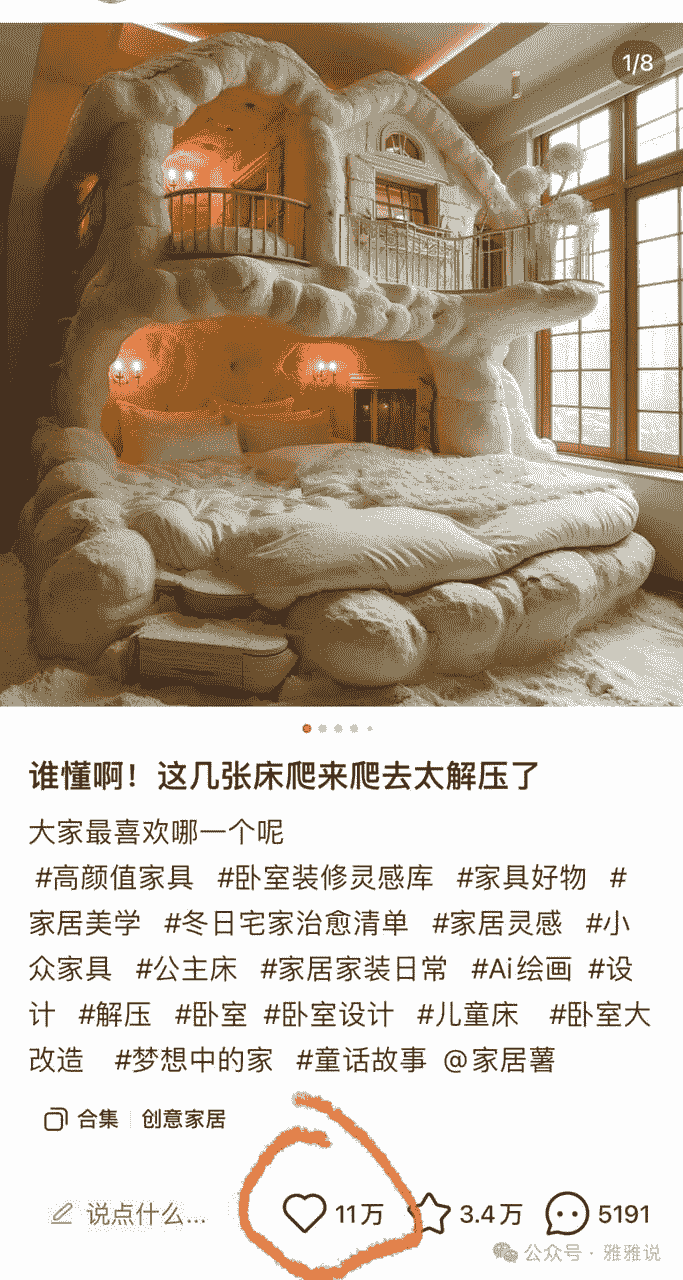 1/8
谁懂啊！这几张床爬来爬去太解压了
大家最喜欢哪一个呢
#高颜值家具 #卧室装修灵感库 #家具好物 #
家居美学 #冬日宅家治愈清单 #家居灵感 #小
众家具 #公主床 #家居家装日常 #Ai绘画 #设
计 #解压 #卧室 #卧室设计 #儿童床 #卧室大
改造 #梦想中的家 #童话故事 @家居薯
合集 创意家居
说点什么... 11万 3.4万 5191
公众号·雅雅说